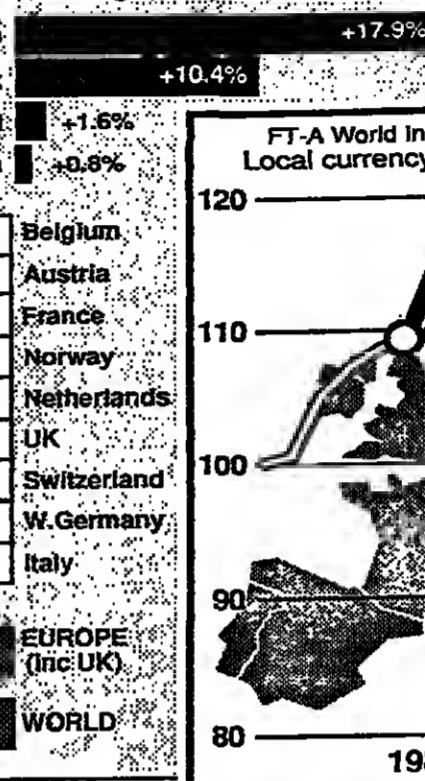 +17.9%
+10.4%
+1.6%
+0.8%
Belgium
Austria
France
Norway
Netherlands
UK
Switzerland
W.Germany
Italy
EUROPE
(inc UK)
WORLD
FT-A World In
Local currency
120
110
100
90
80